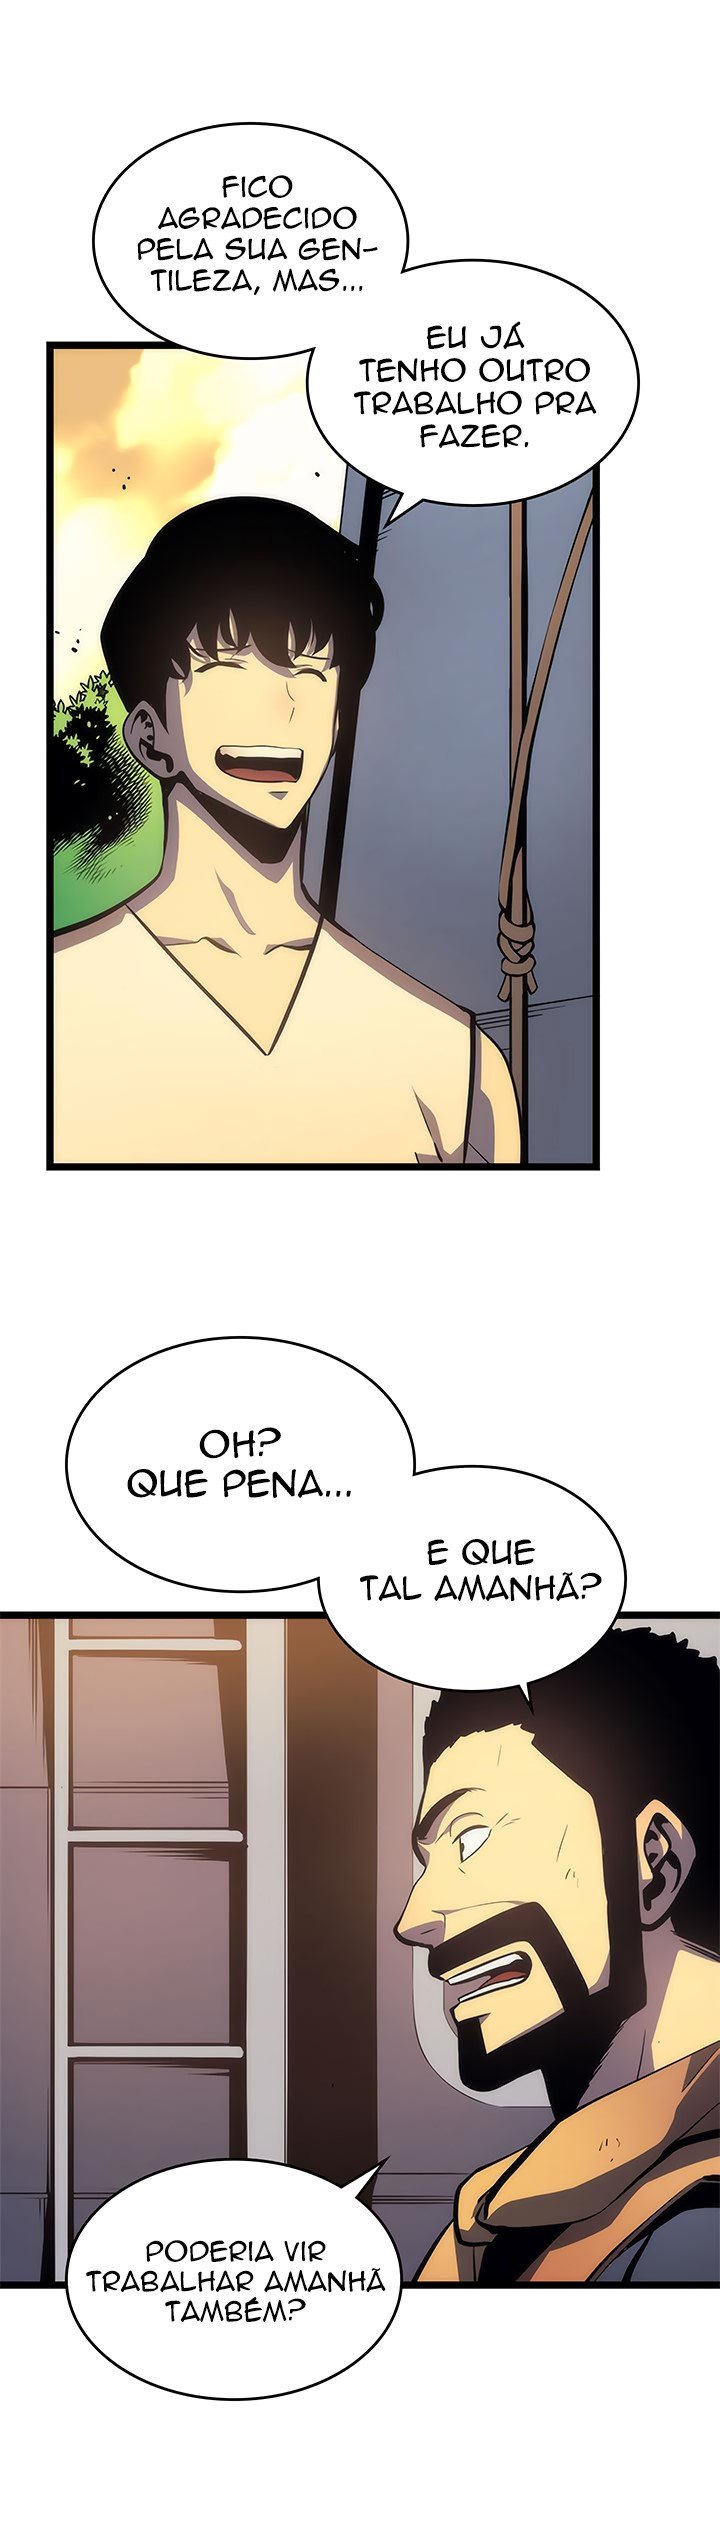 FICO
AGRADECIDO
PELA SUA GEN-
TILEZA, MAS...
EU JÁ
TENHO OUTRO
TRABALHO PRA
FAZER.
OH?
QUE PENA...
E QUE
TAL AMANHÃ?
PODERIA VIR
TRABALHAR AMANHÃ
TAMBÉM?